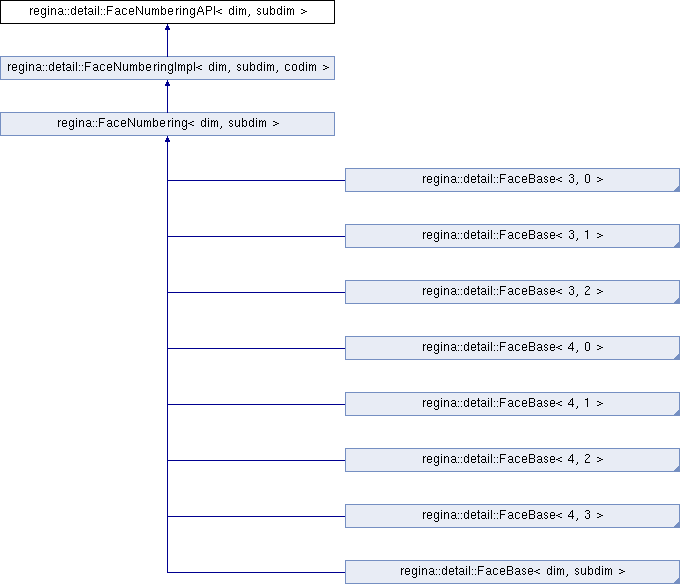 regina::detail::FaceNumberingAPI< dim, subdim >
regina::detail::FaceNumberingImpl< dim, subdim, codim >
regina::FaceNumbering< dim, subdim >
regina::detail::FaceBase< 3, 0 >
regina::detail::FaceBase< 3, 1 >
regina::detail::FaceBase< 3, 2 >
regina::detail::FaceBase< 4, 0 >
regina::detail::FaceBase< 4, 1 >
regina::detail::FaceBase< 4, 2 >
regina::detail::FaceBase< 4, 3 >
regina::detail::FaceBase< dim, subdim >